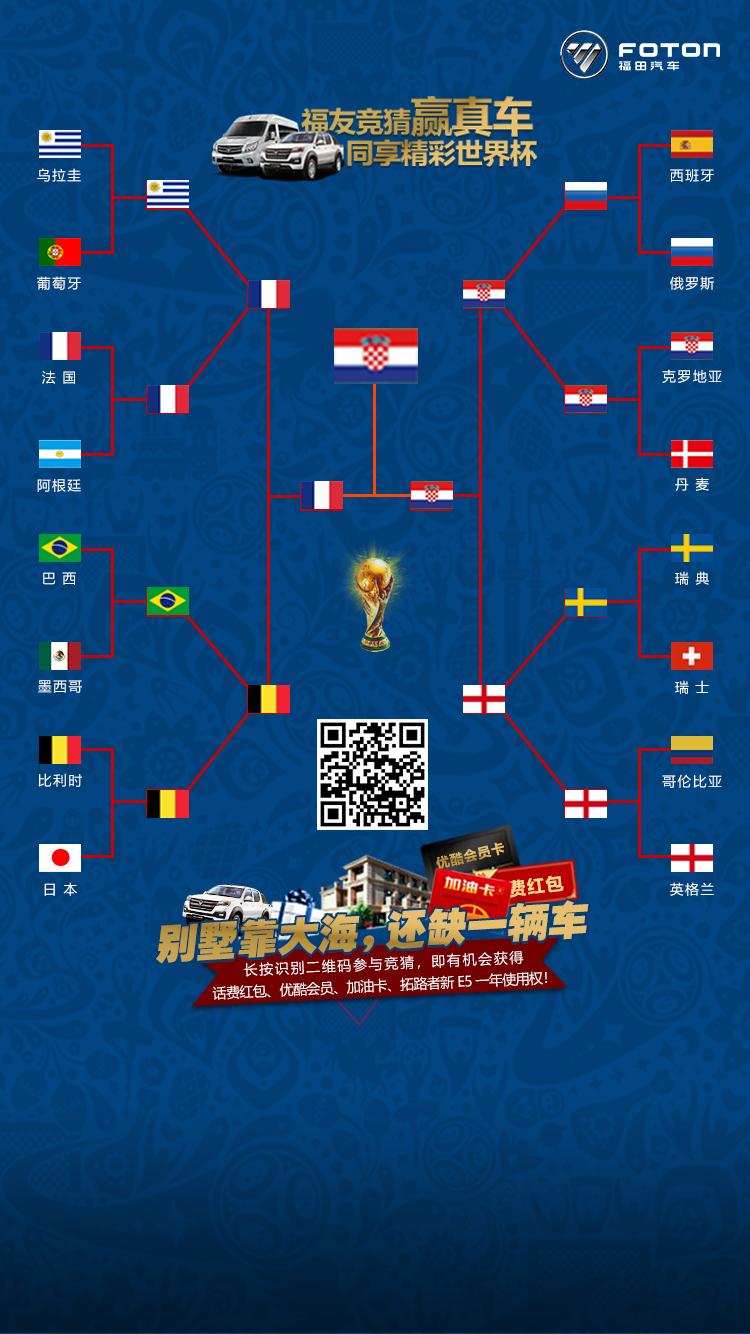 FOTON
福田汽车
福友竞猜赢真车
同享精彩世界杯
乌拉圭
葡萄牙
法 国
阿根廷
巴 西
墨西哥
比利时
日 本
西班牙
俄罗斯
克罗地亚
丹 麦
瑞 典
瑞 士
哥伦比亚
英格兰
优酷会员卡
加油卡
费红包
别墅靠大海，还缺一辆车
长按识别二维码参与竞猜，即有机会获得
话费红包、优酷会员、加油卡、拓路者新 E5 一年使用权！